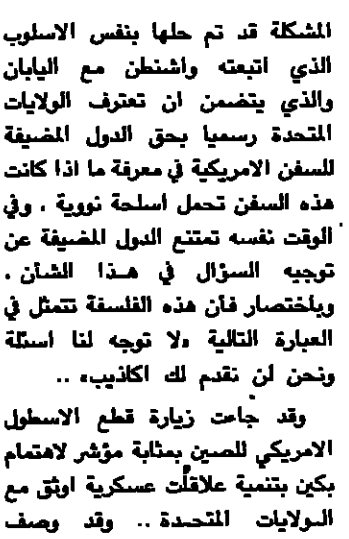 المشكلة قد تم حلها بنفس الاسلوب
الذي اتبعته واشنطن مع اليابان
والذي يتضمن ان تعترف الولايات
المتحدة رسميا بحق الدول المضيفة
للسفن الامريكية في معرفة ما اذا كانت
هذه السفن تحمل اسلحة نووية ، وفي
الوقت نفسه تمتنع الدول المضيفة عن
توجيه السؤال في هذا الشأن .
وباختصار فأن هذه الفلسفة تتمثل في
العبارة التالية «لا توجه لنا اسئلة
ونحن لن نقدم لك اكاذيب» ..
وقد جاءت زيارة قطع الاسطول
الامريكي للصين بمثابة مؤشر لاهتمام
بكين بتنمية علاقات عسكرية اوثق مع
الولايات المتحدة .. وقد وصف